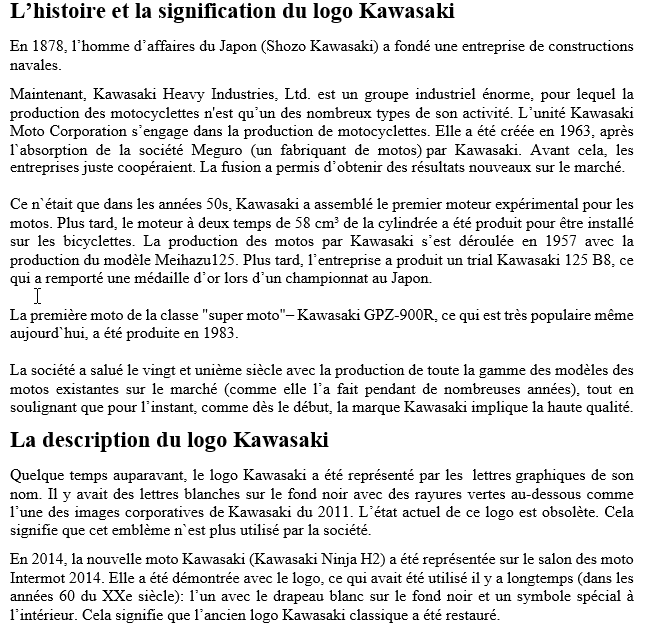 L’histoire et la signification du logo Kawasaki
En 1878, l’homme d’affaires du Japon (Shozo Kawasaki) a fondé une entreprise de constructions
navales.
Maintenant, Kawasaki Heavy Industries, Ltd. est un groupe industriel énorme, pour lequel la
production des motocyclettes n'est qu’un des nombreux types de son activité. L’unité Kawasaki
Moto Corporation s’engage dans la production de motocyclettes. Elle a été créée en 1963, après
l`absorption de la société Meguro (un fabriquant de motos) par Kawasaki. Avant cela, les
entreprises juste coopéraient. La fusion a permis d’obtenir des résultats nouveaux sur le marché.
Ce n`était que dans les années 50s, Kawasaki a assemblé le premier moteur expérimental pour les
motos. Plus tard, le moteur à deux temps de 58 cm³ de la cylindrée a été produit pour être installé
sur les bicyclettes. La production des motos par Kawasaki s’est déroulée en 1957 avec la
production du modèle Meihazu125. Plus tard, l’entreprise a produit un trial Kawasaki 125 B8, ce
qui a remporté une médaille d’or lors d’un championnat au Japon.
La première moto de la classe "super moto"– Kawasaki GPZ-900R, ce qui est très populaire même
aujourd`hui, a été produite en 1983.
La société a salué le vingt et unième siècle avec la production de toute la gamme des modèles des
motos existantes sur le marché (comme elle l’a fait pendant de nombreuses années), tout en
soulignant que pour l’instant, comme dès le début, la marque Kawasaki implique la haute qualité.
La description du logo Kawasaki
Quelque temps auparavant, le logo Kawasaki a été représenté par les lettres graphiques de son
nom. Il y avait des lettres blanches sur le fond noir avec des rayures vertes au-dessous comme
l’une des images corporatives de Kawasaki du 2011. L’état actuel de ce logo est obsolète. Cela
signifie que cet emblème n`est plus utilisé par la société.
En 2014, la nouvelle moto Kawasaki (Kawasaki Ninja H2) a été représentée sur le salon des moto
Intermot 2014. Elle a été démontrée avec le logo, ce qui avait été utilisé il y a longtemps (dans les
années 60 du XXe siècle): l’un avec le drapeau blanc sur le fond noir et un symbole spécial à
l’intérieur. Cela signifie que l’ancien logo Kawasaki classique a été restauré.